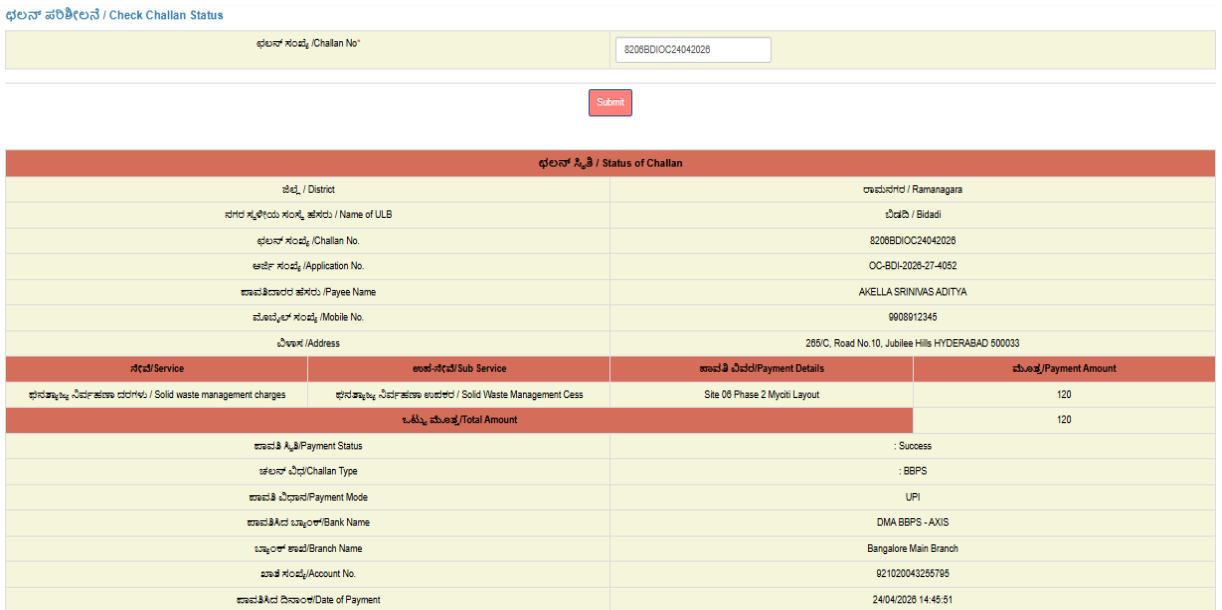 ಛಲನ್ ಪರಿಶೀಲನೆ / Check Challan Status
ಛಲನ್ ಸಂಖ್ಯೆ /Challan No*
8206BDIOC24042026
Submit
ಛಲನ್ ಸ್ಥಿತಿ / Status of Challan
ಜಿಲ್ಲೆ / District ರಾಮನಗರ / Ramanagara
ನಗರ ಸ್ಥಳೀಯ ಸಂಸ್ಥೆ ಹೆಸರು / Name of ULB ಬಿಡದಿ / Bidadi
ಛಲನ್ ಸಂಖ್ಯೆ /Challan No. 8206BDIOC24042026
ಅರ್ಜಿ ಸಂಖ್ಯೆ /Application No. OC-BDI-2026-27-4052
ಪಾವತಿದಾರರ ಹೆಸರು /Payee Name AKELLA SRINIVAS ADITYA
ಮೊಬೈಲ್ ಸಂಖ್ಯೆ /Mobile No. 9908912345
ವಿಳಾಸ /Address 265/C, Road No.10, Jubilee Hills HYDERABAD 500033
ಸೇವೆ/Service ಉಪ-ಸೇವೆ/Sub Service ಪಾವತಿ ವಿವರ/Payment Details ಮೊತ್ತ/Payment Amount
ಘನತ್ಯಾಜ್ಯ ನಿರ್ವಹಣಾ ದರಗಳು / Solid waste management charges ಘನತ್ಯಾಜ್ಯ ನಿರ್ವಹಣಾ ಉಪಕರ / Solid Waste Management Cess Site 06 Phase 2 Myciti Layout 120
ಒಟ್ಟು ಮೊತ್ತ/Total Amount 120
ಪಾವತಿ ಸ್ಥಿತಿ/Payment Status : Success
ಚಲನ್ ವಿಧ/Challan Type : BBPS
ಪಾವತಿ ವಿಧಾನ/Payment Mode UPI
ಪಾವತಿಸಿದ ಬ್ಯಾಂಕ್/Bank Name DMA BBPS - AXIS
ಬ್ಯಾಂಕ್ ಶಾಖೆ/Branch Name Bangalore Main Branch
ಖಾತೆ ಸಂಖ್ಯೆ/Account No. 921020043255795
ಪಾವತಿಸಿದ ದಿನಾಂಕ/Date of Payment 24/04/2026 14:45:51